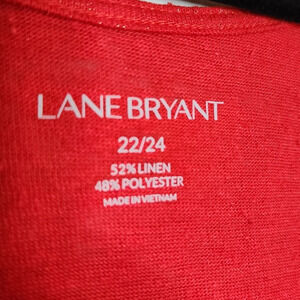 LANE BRYANT
22/24
52% LINEN
48% POLYESTER
MADE IN VIETNAM